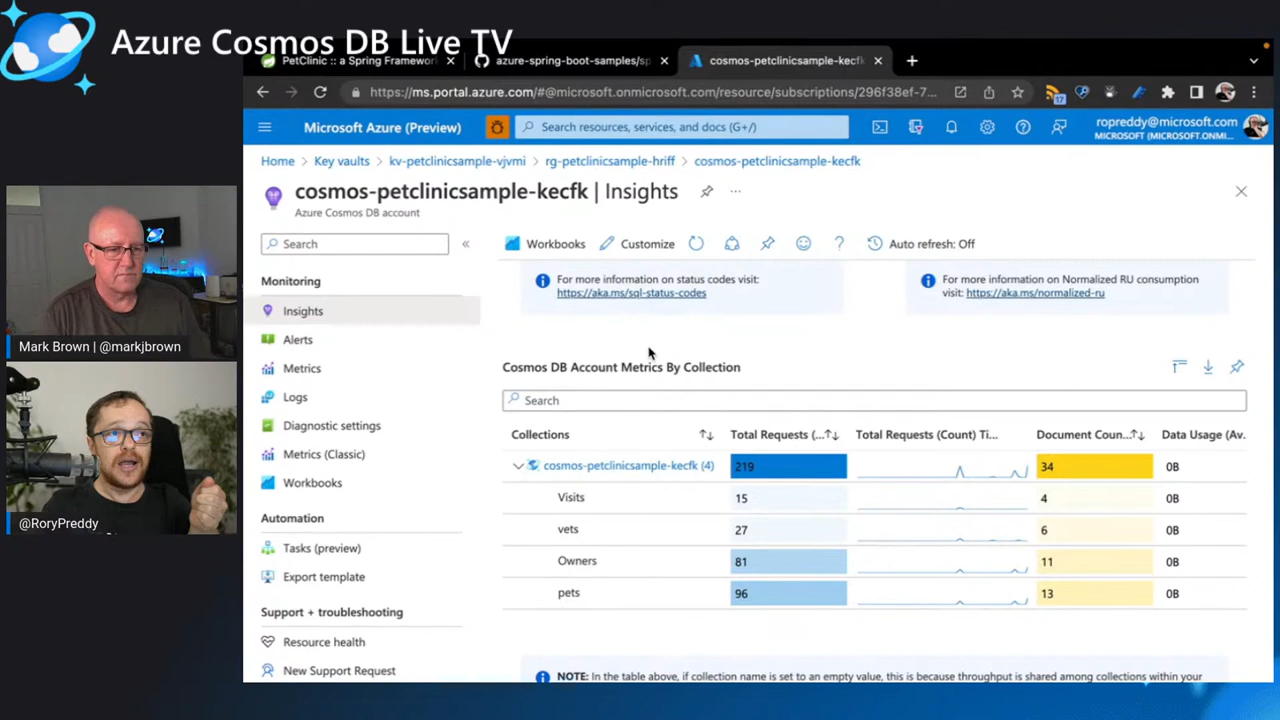 Azure Cosmos DB Live TV
PetClinic :: a Spring Framework
azure-spring-boot-samples/sp
cosmos-petclinicsample-kecfk
https://ms.portal.azure.com/#@microsoft.onmicrosoft.com/resource/subscriptions/296f38ef-7...
17
Microsoft Azure (Preview)
Search resources, services, and docs (G+/)
ropreddy@microsoft.com
MICROSOFT (MICROSOFT.ONMI...
Home > Key vaults > kv-petclinicsample-vjvmi > rg-petclinicsample-hriff > cosmos-petclinicsample-kecfk
cosmos-petclinicsample-kecfk | Insights
Azure Cosmos DB account
Search
Workbooks
Customize
Auto refresh: Off
Monitoring
Insights
Alerts
Metrics
Logs
Diagnostic settings
Metrics (Classic)
Workbooks
Automation
Tasks (preview)
Export template
Support + troubleshooting
Resource health
New Support Request
For more information on status codes visit:
https://aka.ms/sql-status-codes
For more information on Normalized RU consumption
visit: https://aka.ms/normalized-ru
Cosmos DB Account Metrics By Collection
Search
Collections Total Requests (... Total Requests (Count) Ti... Document Coun... Data Usage (Av.
cosmos-petclinicsample-kecfk (4) 219 34 0B
Visits 15 4 0B
vets 27 6 0B
Owners 81 11 0B
pets 96 13 0B
NOTE: In the table above, if collection name is set to an empty value, this is because throughput is shared among collections within your
Mark Brown | @markjbrown
@RoryPreddy